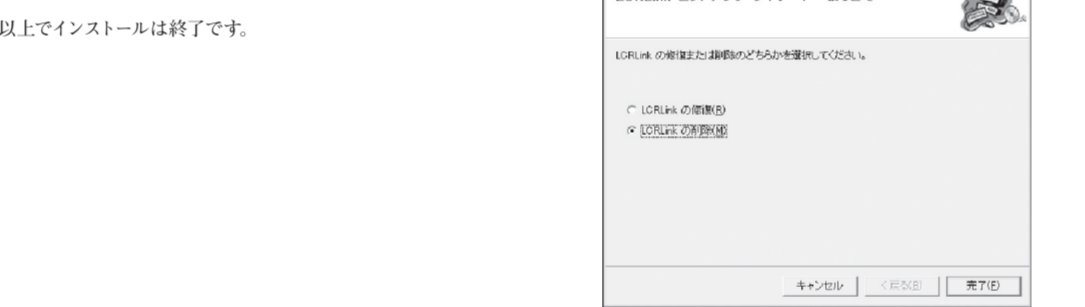 以上でインストールは終了です。
LCRLink の修復または削除のどちらかを選択してください。
LCRLink の修復(R)
LCRLink の削除(M)
キャンセル
< 戻る(B)
完了(F)